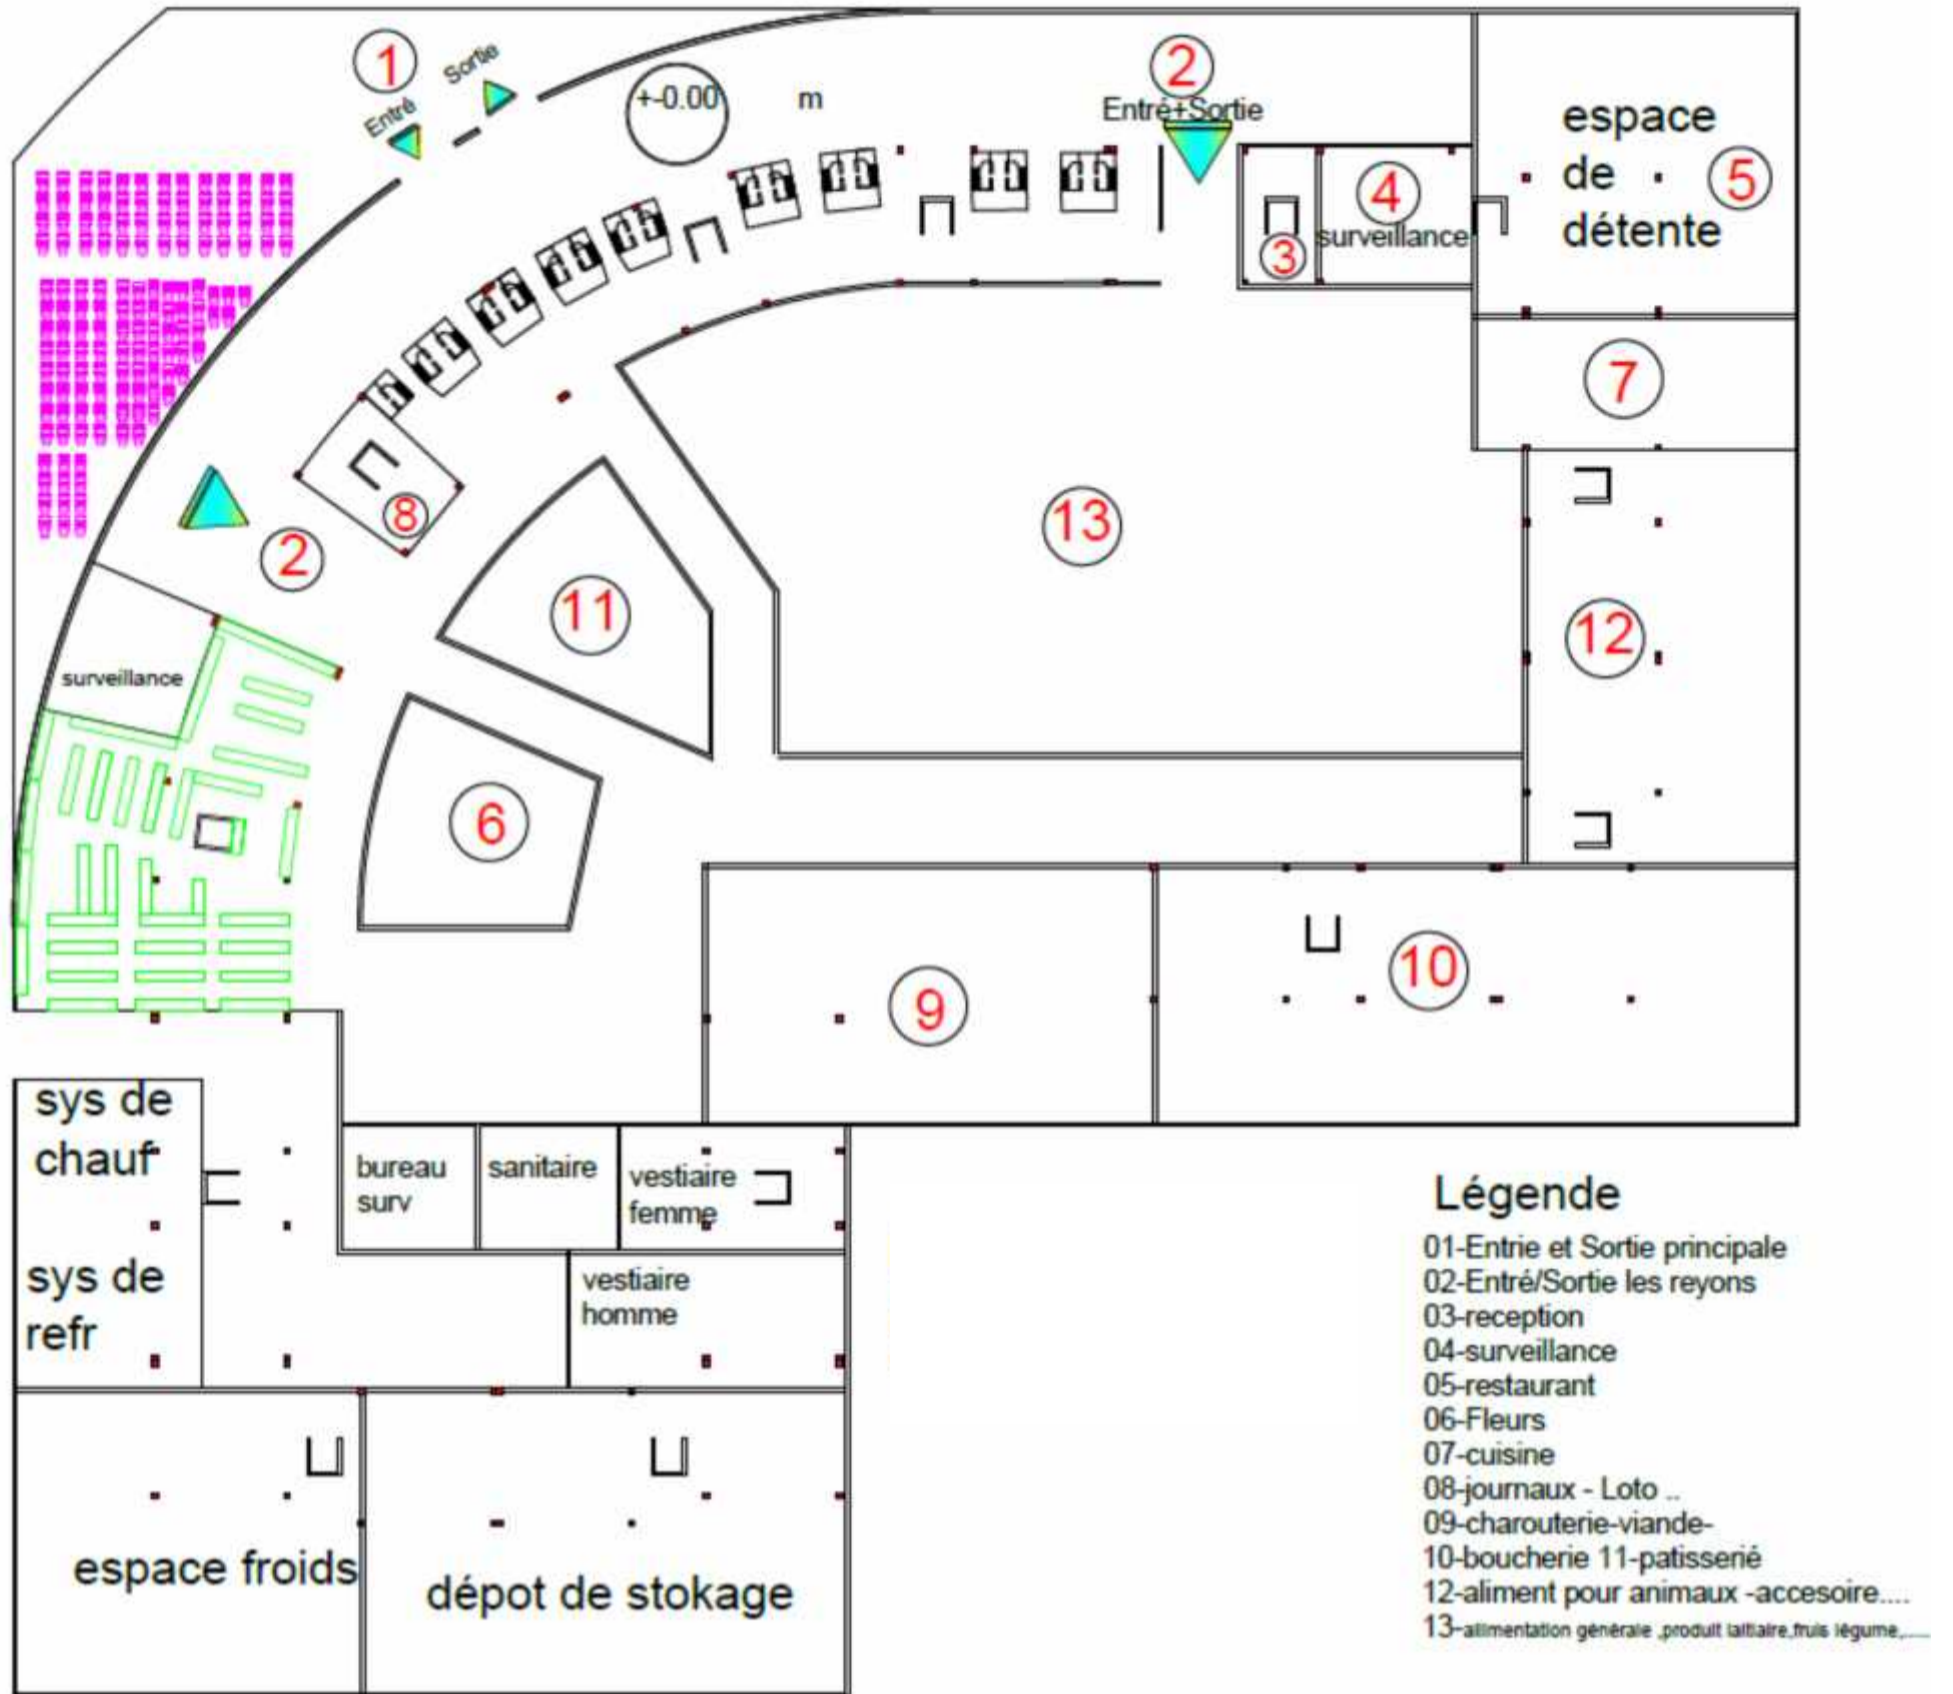 1
Sortie
Entré
+-0.00
m
2
Entré+Sortie
espace
de
détente
5
4
surveillance
3
7
8
2
13
11
12
surveillance
6
9
10
sys de
chauf
bureau
surv
sanitaire
vestiaire
femme
sys de
refr
vestiaire
homme
espace froids
dépot de stokage
Légende
01-Entrie et Sortie principale
02-Entré/Sortie les reyons
03-reception
04-surveillance
05-restaurant
06-Fleurs
07-cuisine
08-journaux - Loto ..
09-charouterie-viande-
10-boucherie 11-patisserié
12-aliment pour animaux -accesoire....
13-alimentation générale ,produit laitiaire,fruis légume,.....